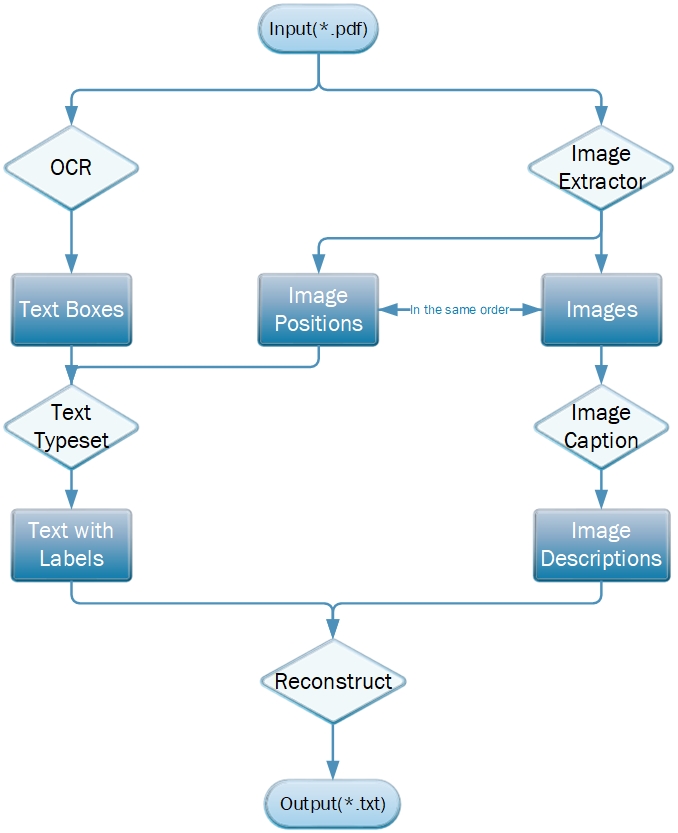 Input(*.pdf)
OCR
Image
Extractor
Text Boxes
Image
Positions
In the same order
Images
Text
Typeset
Image
Caption
Text with
Labels
Image
Descriptions
Reconstruct
Output(*.txt)